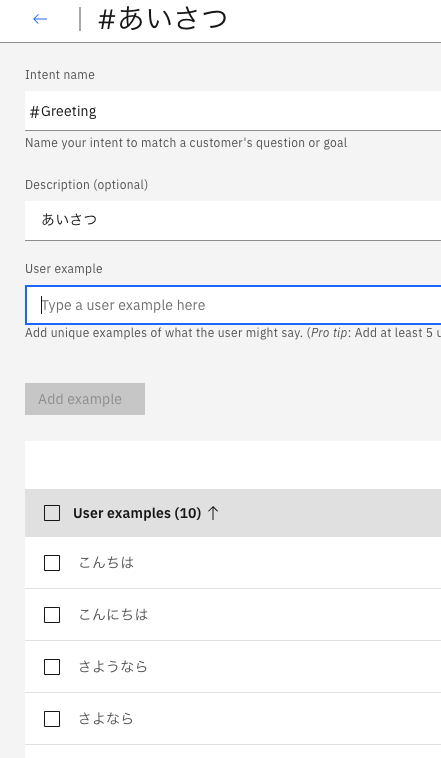 ← | #あいさつ
Intent name
#Greeting
Name your intent to match a customer's question or goal
Description (optional)
あいさつ
User example
Type a user example here
Add unique examples of what the user might say. (Pro tip: Add at least 5 u
Add example
User examples (10) ↑
こんちは
こんにちは
さようなら
さよなら